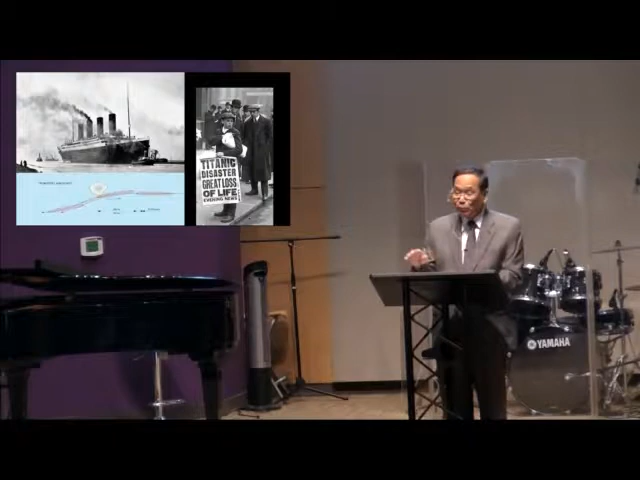 TITANIC
DISASTER
GREAT LOSS
OF LIFE
EVENING NEWS
YAMAHA